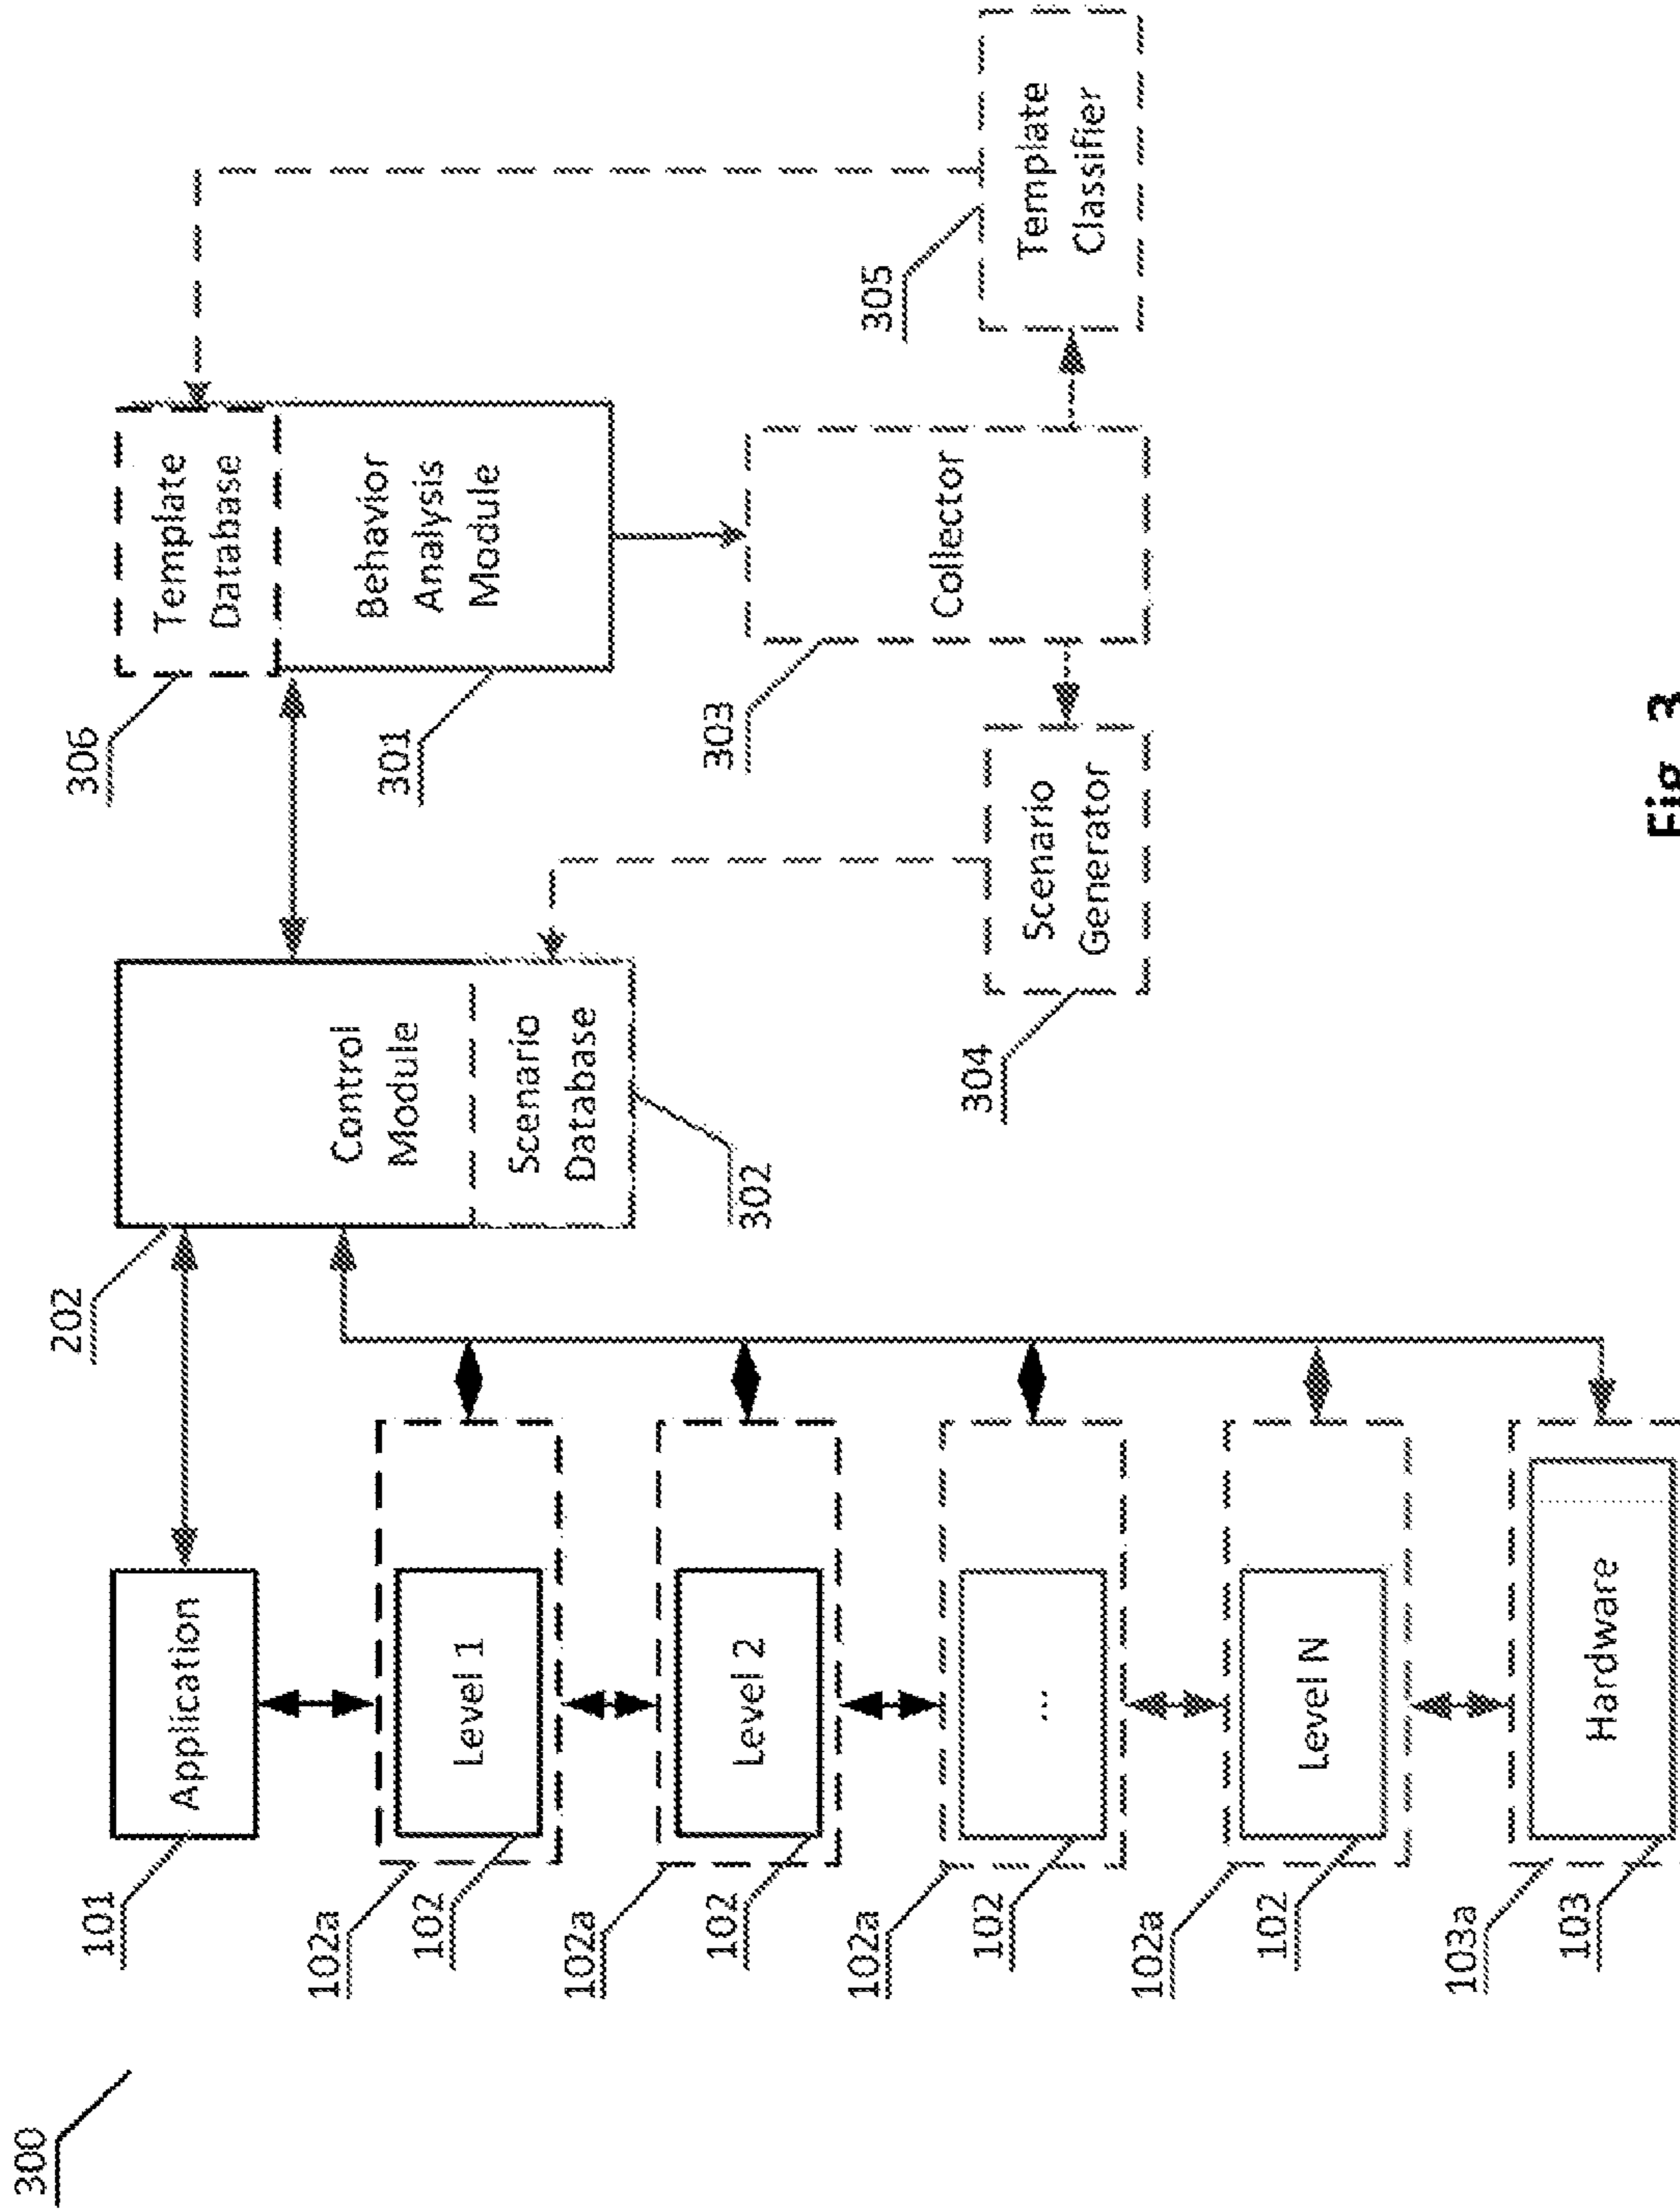 300
101
Application
102a
102
Level 1
102a
102
Level 2
102a
102
...
102a
102
Level N
103a
103
Hardware
202
Control
Module
Scenario
Database
302
306
Template
Database
301
Behavior
Analysis
Module
303
Collector
304
Scenario
Generator
305
Template
Classifier
Fig. 3